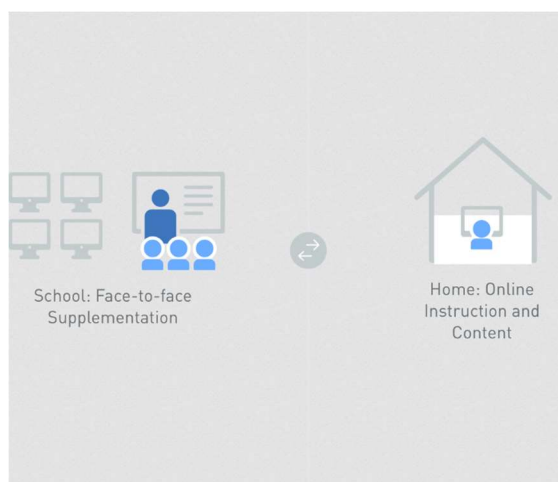 School: Face-to-face
Supplementation
Home: Online
Instruction and
Content